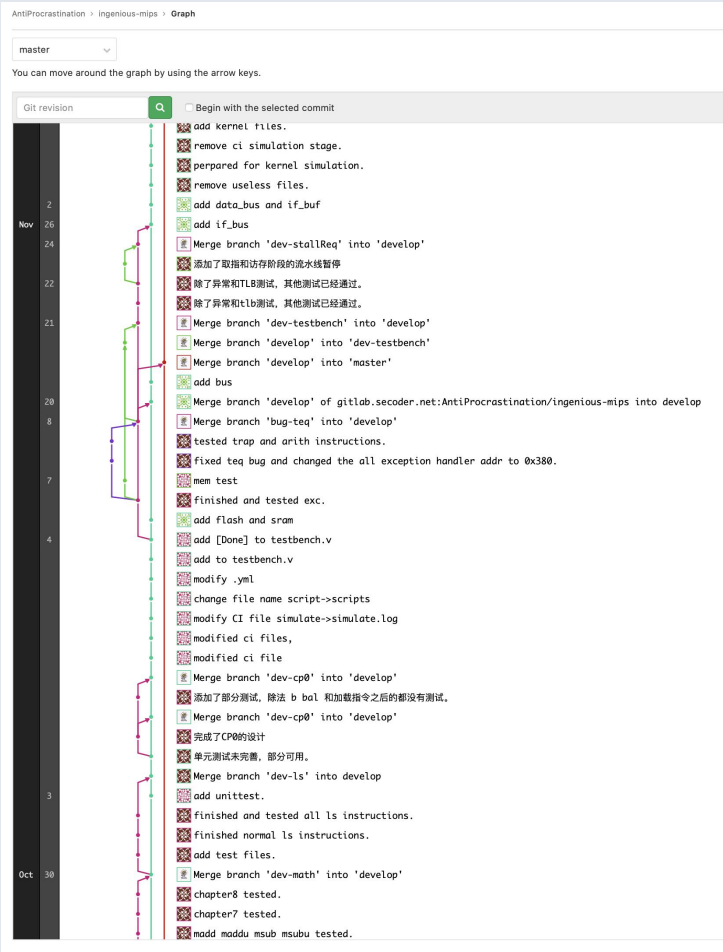 AntiProcrastination › ingenious-mips › Graph
master
You can move around the graph by using the arrow keys.
Git revision
Begin with the selected commit
add kernel files.
remove ci simulation stage.
perpared for kernel simulation.
remove useless files.
2 add data_bus and if_buf
Nov 26 add if_bus
24 Merge branch 'dev-stallReq' into 'develop'
添加了取指和访存阶段的流水线暂停
22 除了异常和TLB测试，其他测试已经通过。
除了异常和tlb测试，其他测试已经通过。
21 Merge branch 'dev-testbench' into 'develop'
Merge branch 'develop' into 'dev-testbench'
Merge branch 'develop' into 'master'
add bus
20 Merge branch 'develop' of gitlab.secoder.net:AntiProcrastination/ingenious-mips into develop
8 Merge branch 'bug-teq' into 'develop'
tested trap and arith instructions.
fixed teq bug and changed the all exception handler addr to 0x380.
7 mem test
finished and tested exc.
add flash and sram
4 add [Done] to testbench.v
add to testbench.v
modify .yml
change file name script->scripts
modify CI file simulate->simulate.log
modified ci files,
modified ci file
Merge branch 'dev-cp0' into 'develop'
添加了部分测试，除法 b bal 和加载指令之后的都没有测试。
Merge branch 'dev-cp0' into 'develop'
完成了CP0的设计
单元测试未完善，部分可用。
Merge branch 'dev-ls' into develop
3 add unittest.
finished and tested all ls instructions.
finished normal ls instructions.
add test files.
Oct 30 Merge branch 'dev-math' into 'develop'
chapter8 tested.
chapter7 tested.
madd maddu msub msubu tested.